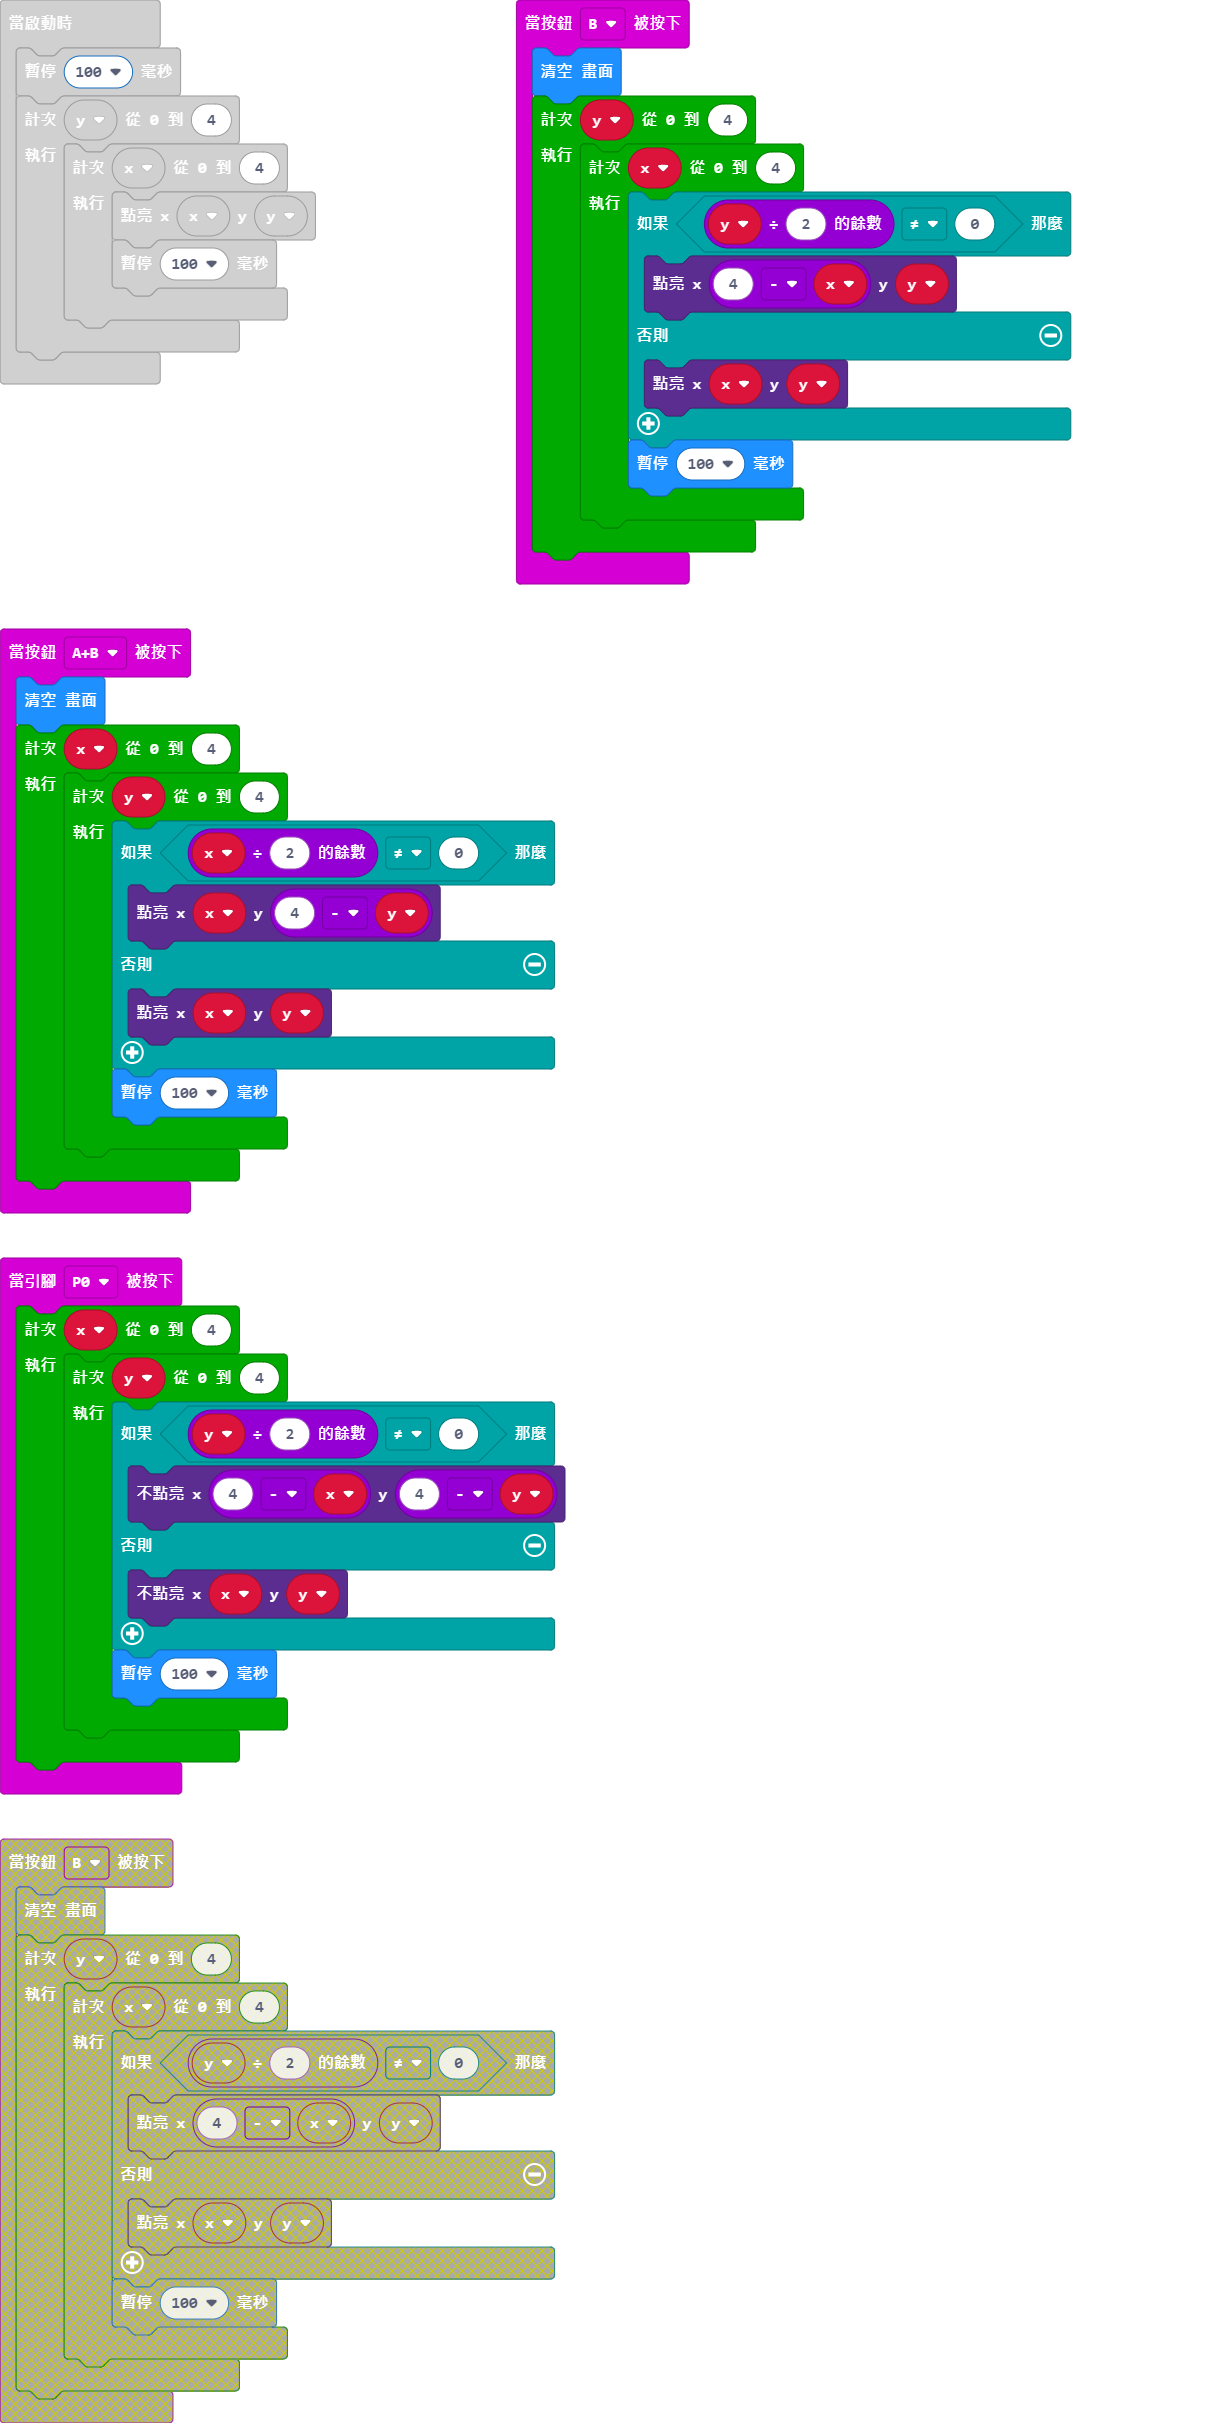 當啟動時
暫停 100 毫秒
計次 y 從 0 到 4
執行
計次 x 從 0 到 4
執行
點亮 x x y y
暫停 100 毫秒
當按鈕 B 被按下
清空 畫面
計次 y 從 0 到 4
執行
計次 x 從 0 到 4
執行
如果 y ÷ 2 的餘數 ≠ 0 那麼
點亮 x 4 - x y y
否則
點亮 x x y y
暫停 100 毫秒
當按鈕 A+B 被按下
清空 畫面
計次 x 從 0 到 4
執行
計次 y 從 0 到 4
執行
如果 x ÷ 2 的餘數 ≠ 0 那麼
點亮 x x y 4 - y
否則
點亮 x x y y
暫停 100 毫秒
當引腳 P0 被按下
計次 x 從 0 到 4
執行
計次 y 從 0 到 4
執行
如果 y ÷ 2 的餘數 ≠ 0 那麼
不點亮 x 4 - x y 4 - y
否則
不點亮 x x y y
暫停 100 毫秒
當按鈕 B 被按下
清空 畫面
計次 y 從 0 到 4
執行
計次 x 從 0 到 4
執行
如果 y ÷ 2 的餘數 ≠ 0 那麼
點亮 x 4 - x y y
否則
點亮 x x y y
暫停 100 毫秒